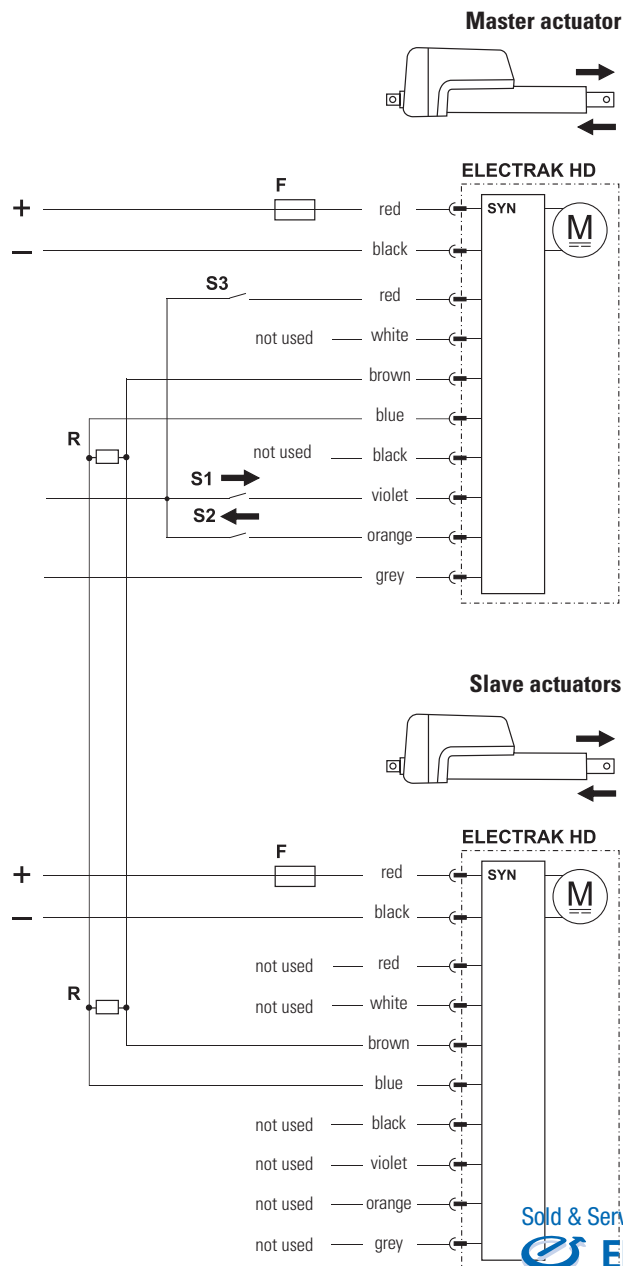 Master actuator
ELECTRAK HD
F
+ red SYN M
− black
S3 red
not used white
brown
blue
R not used black
S1 violet
S2 orange
grey
Slave actuators
ELECTRAK HD
F
+ red SYN M
− black
not used red
R not used white
brown
blue
not used black
not used violet
not used orange
Sold & Serv
not used grey
E